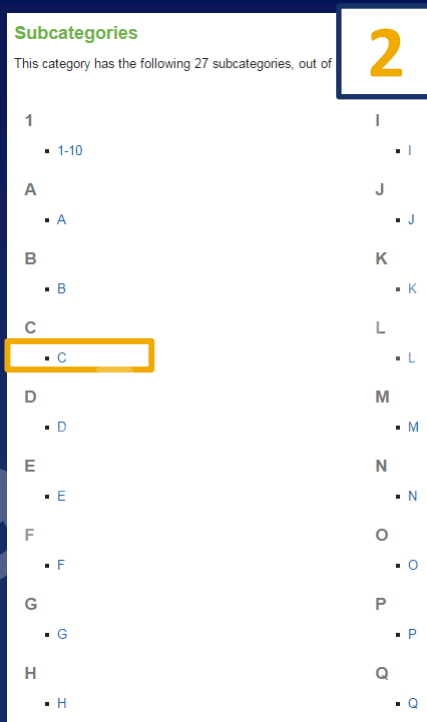 Subcategories
2
This category has the following 27 subcategories, out of
1
1-10
A
A
B
B
C
C
D
D
E
E
F
F
G
G
H
H
I
I
J
J
K
K
L
L
M
M
N
N
O
O
P
P
Q
Q